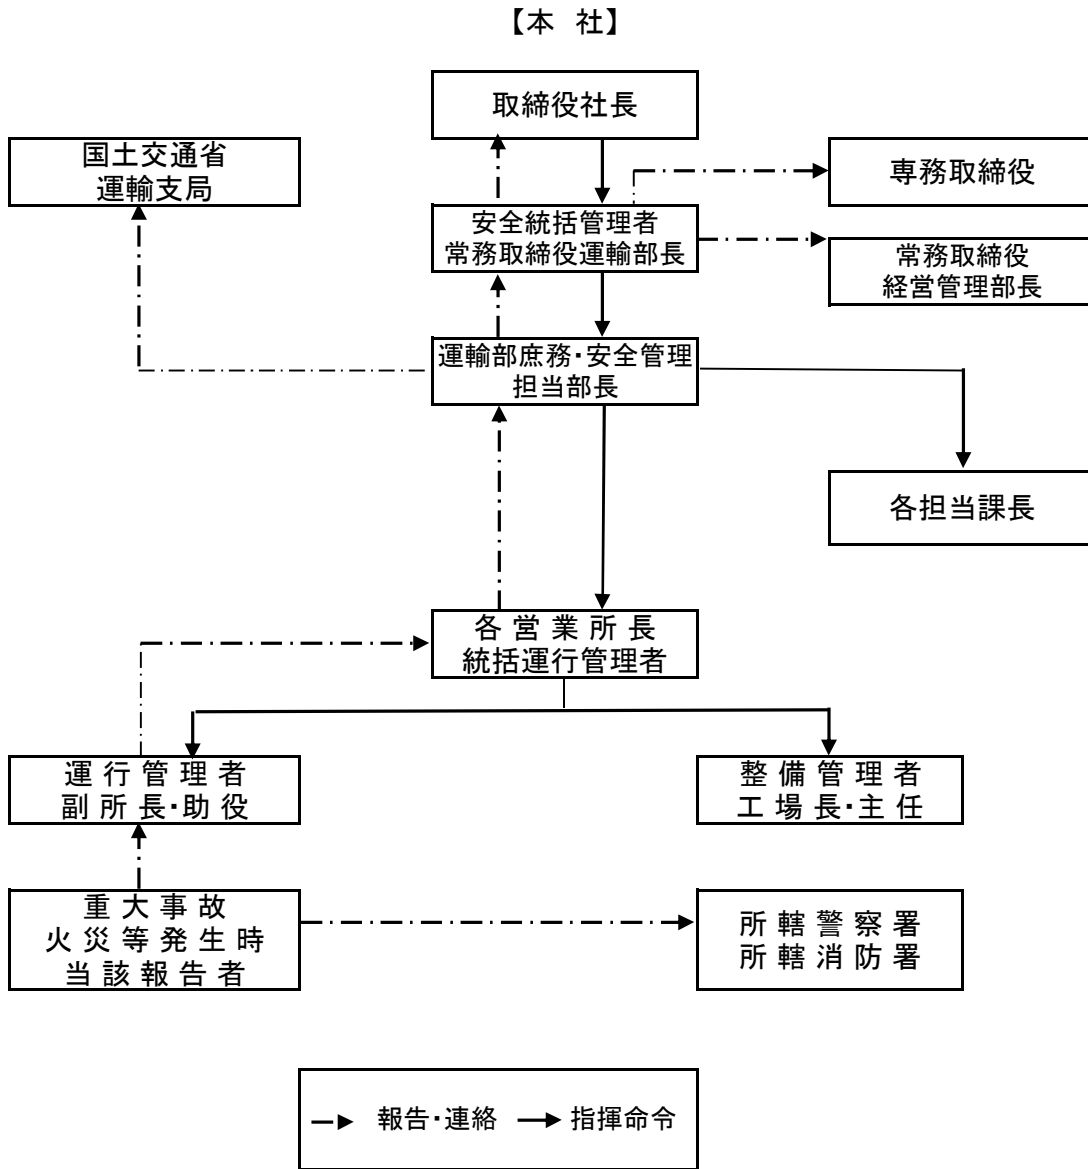 【本 社】
取締役社長
国土交通省
運輸支局
専務取締役
安全統括管理者
常務取締役運輸部長
常務取締役
経営管理部長
運輸部庶務・安全管理
担当部長
各担当課長
各 営 業 所 長
統括運行管理者
運 行 管 理 者
副 所 長・助 役
整 備 管 理 者
工 場 長・主 任
重 大 事 故
火 災 等 発 生 時
当 該 報 告 者
所 轄 警 察 署
所 轄 消 防 署
報告・連絡 指揮命令